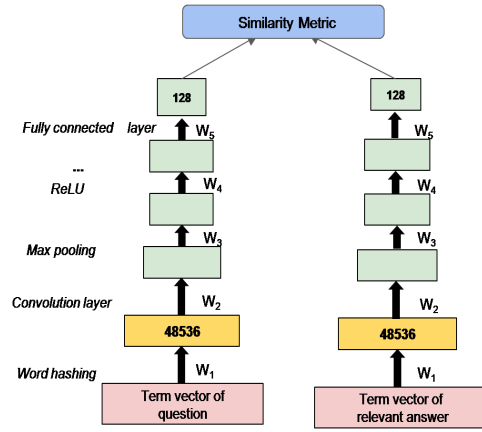 Similarity Metric
128
128
Fully connected layer
W5
W5
...
ReLU
W4
W4
W3
W3
Max pooling
W2
W2
Convolution layer
48536
48536
Word hashing
W1
W1
Term vector of
question
Term vector of
relevant answer